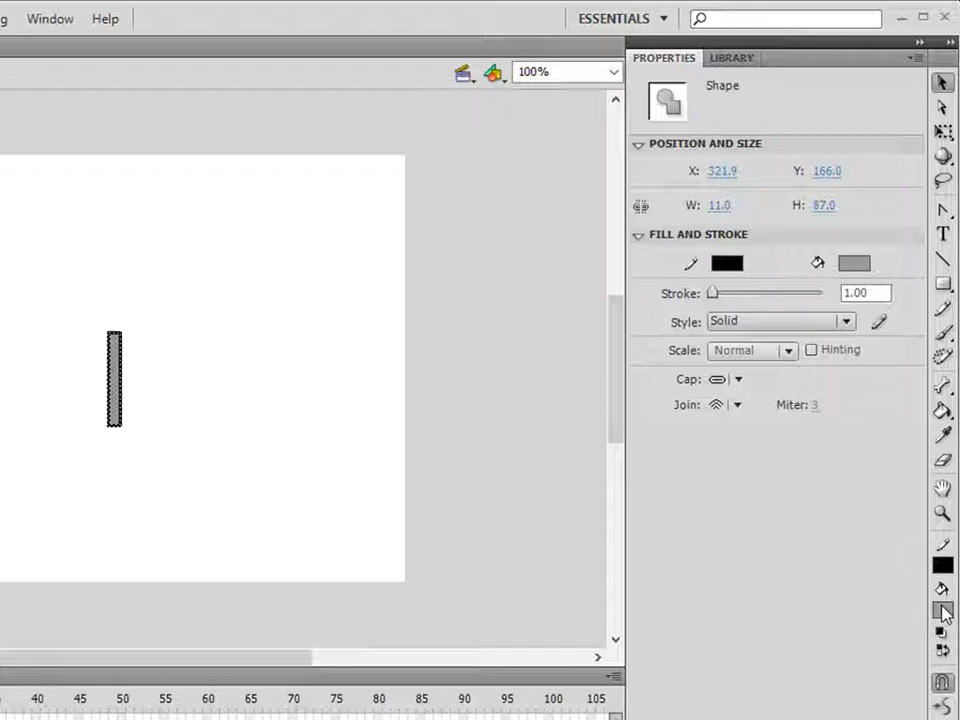 g Window Help ESSENTIALS
100%
PROPERTIES LIBRARY
Shape
POSITION AND SIZE
X: 321.9 Y: 166.0
W: 11.0 H: 87.0
FILL AND STROKE
Stroke: 1.00
Style: Solid
Scale: Normal Hinting
Cap:
Join: Miter: 3
T
40 45 50 55 60 65 70 75 80 85 90 95 100 105